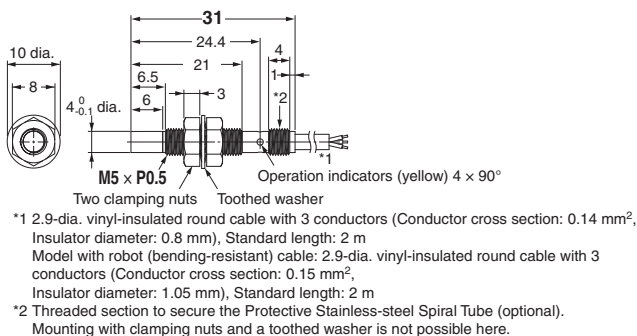 31
24.4
21
6.5
6
3
4
1
*2
10 dia.
8
4 0 -0.1 dia.
*1
M5 × P0.5
Operation indicators (yellow) 4 × 90°
Two clamping nuts
Toothed washer
*1 2.9-dia. vinyl-insulated round cable with 3 conductors (Conductor cross section: 0.14 mm²,
Insulator diameter: 0.8 mm), Standard length: 2 m
Model with robot (bending-resistant) cable: 2.9-dia. vinyl-insulated round cable with 3
conductors (Conductor cross section: 0.15 mm²,
Insulator diameter: 1.05 mm), Standard length: 2 m
*2 Threaded section to secure the Protective Stainless-steel Spiral Tube (optional).
Mounting with clamping nuts and a toothed washer is not possible here.